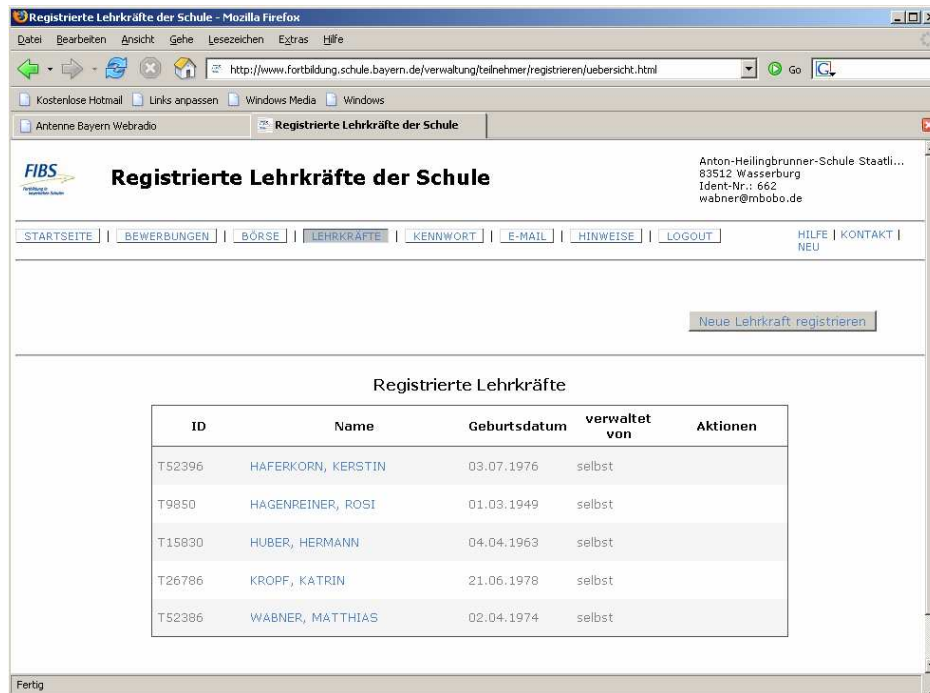 Registrierte Lehrkräfte der Schule - Mozilla Firefox
Datei Bearbeiten Ansicht Gehe Lesezeichen Extras Hilfe
http://www.fortbildung.schule.bayern.de/verwaltung/teilnehmer/registrieren/uebersicht.html Go G
Kostenlose Hotmail Links anpassen Windows Media Windows
Antenne Bayern Webradio Registrierte Lehrkräfte der Schule
FIBS
Fortbildung in
bayerischen Schulen
Registrierte Lehrkräfte der Schule
Anton-Heilingbrunner-Schule Staatli...
83512 Wasserburg
Ident-Nr.: 662
wabner@mbobo.de
STARTSEITE | BEWERBUNGEN | BÖRSE | LEHRKRÄFTE | KENNWORT | E-MAIL | HINWEISE | LOGOUT
HILFE | KONTAKT |
NEU
Neue Lehrkraft registrieren
Registrierte Lehrkräfte
ID Name Geburtsdatum verwaltet von Aktionen
T52396 HAFERKORN, KERSTIN 03.07.1976 selbst
T9850 HAGENREINER, ROSI 01.03.1949 selbst
T15830 HUBER, HERMANN 04.04.1963 selbst
T26786 KROPF, KATRIN 21.06.1978 selbst
T52386 WABNER, MATTHIAS 02.04.1974 selbst
Fertig